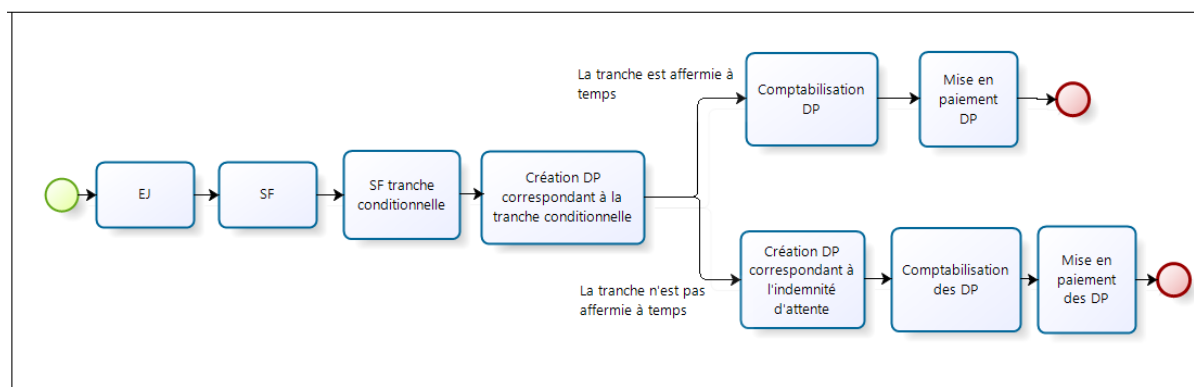 La tranche est affermie à
temps
Comptabilisation
DP
Mise en
paiement
DP
EJ
SF
SF tranche
conditionnelle
Création DP
correspondant à la
tranche conditionnelle
La tranche n'est pas
affermie à temps
Création DP
correspondant à
l'indemnité
d'attente
Comptabilisation
des DP
Mise en
paiement
des DP